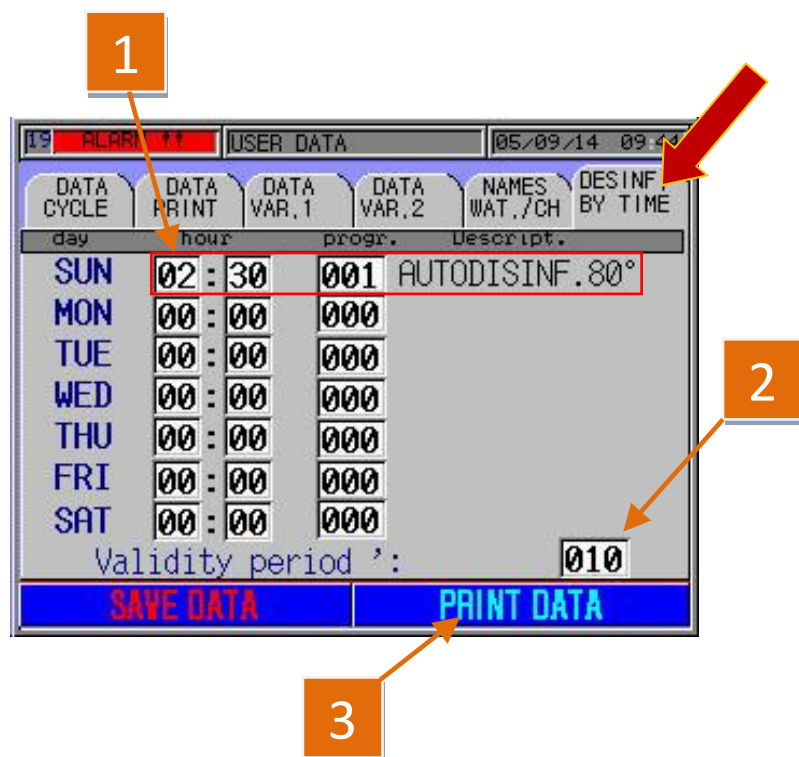 1
19 ALARM !! USER DATA 05/09/14 09:44
DATA CYCLE DATA PRINT DATA VAR.1 DATA VAR.2 NAMES WAT./CH DESINF. BY TIME
day hour progr. Descript.
SUN 02:30 001 AUTODISINF.80°
MON 00:00 000
TUE 00:00 000
WED 00:00 000
2
THU 00:00 000
FRI 00:00 000
SAT 00:00 000
Validity period ': 010
SAVE DATA PRINT DATA
3